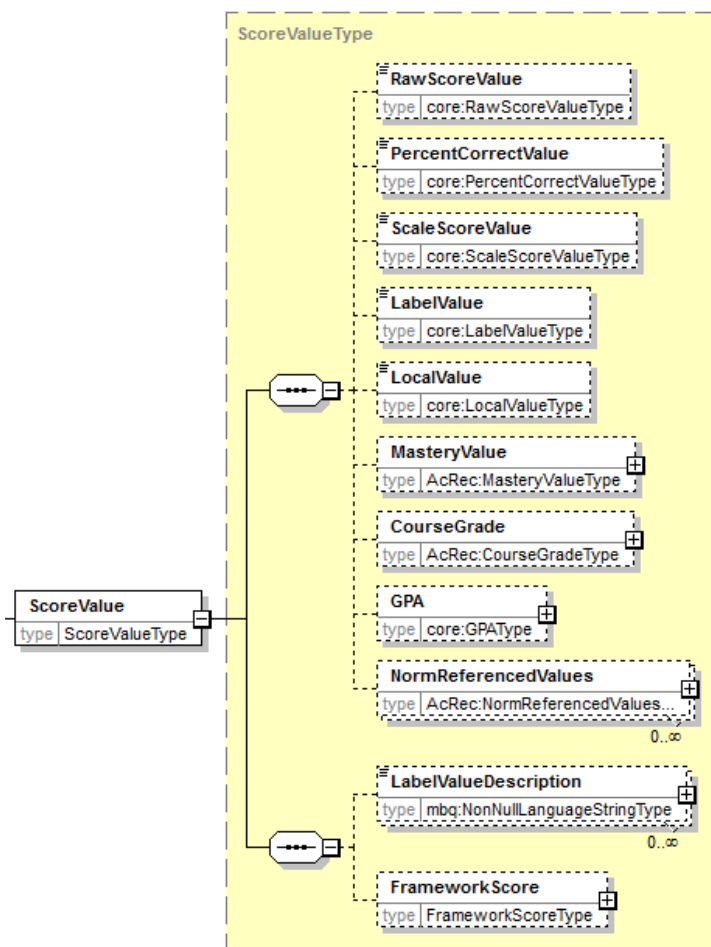 ScoreValueType
RawScoreValue
type core:RawScoreValueType
PercentCorrectValue
type core:PercentCorrectValueType
ScaleScoreValue
type core:ScaleScoreValueType
LabelValue
type core:LabelValueType
LocalValue
type core:LocalValueType
MasteryValue
type AcRec:MasteryValueType
CourseGrade
type AcRec:CourseGradeType
ScoreValue
type ScoreValueType
GPA
type core:GPAType
NormReferencedValues
type AcRec:NormReferencedValues...
0..∞
LabelValueDescription
type mbq:NonNullLanguageStringType
0..∞
FrameworkScore
type FrameworkScoreType